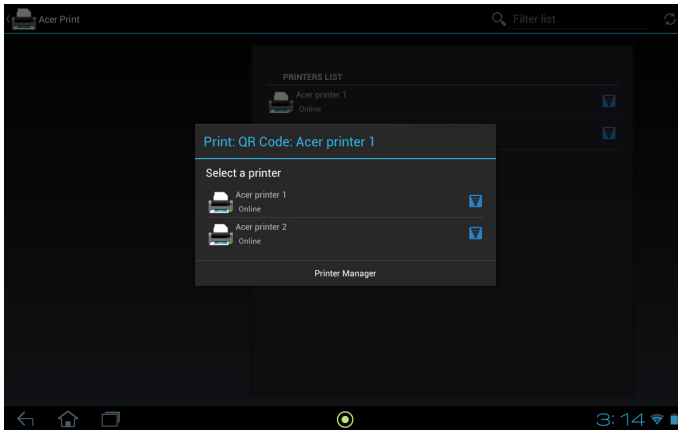 Acer Print
Filter list
PRINTERS LIST
Acer printer 1
Online
Print: QR Code: Acer printer 1
Select a printer
Acer printer 1
Online
Acer printer 2
Online
Printer Manager
3:14